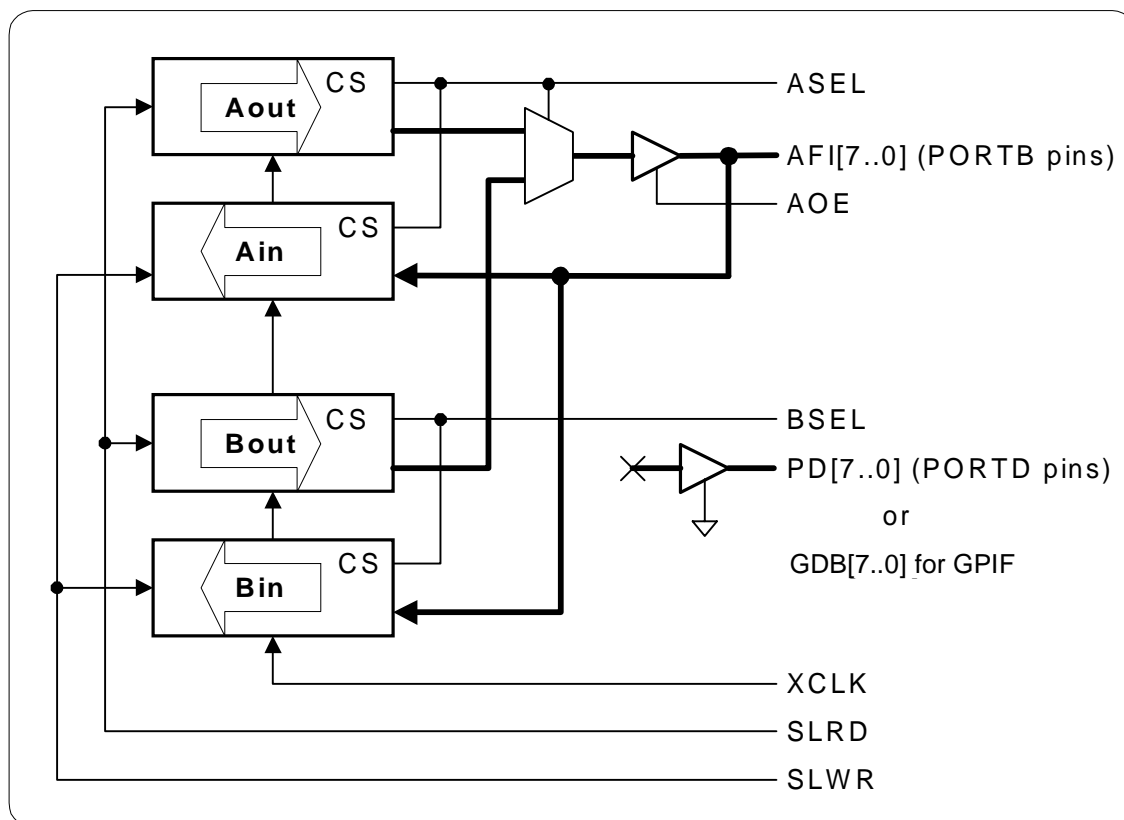 CS
Aout
ASEL
AFI[7..0] (PORTB pins)
AOE
CS
Ain
CS
Bout
BSEL
PD[7..0] (PORTD pins)
or
GDB[7..0] for GPIF
CS
Bin
XCLK
SLRD
SLWR